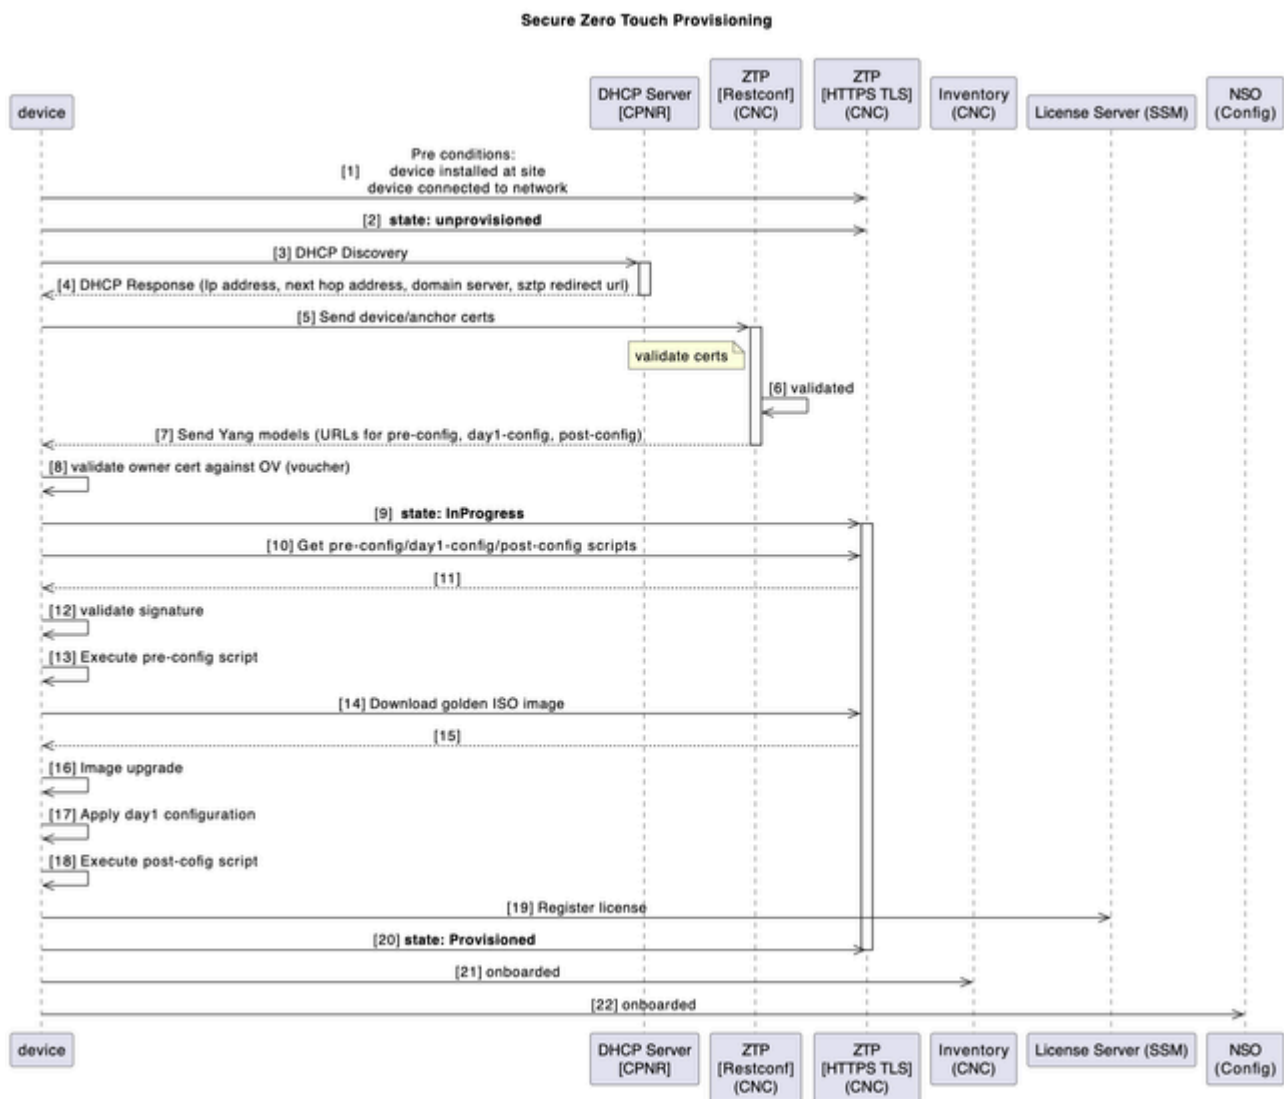 Secure Zero Touch Provisioning
device
DHCP Server
[CPNR]
ZTP
[Restconf]
(CNC)
ZTP
[HTTPS TLS]
(CNC)
Inventory
(CNC)
License Server (SSM)
NSO
(Config)
Pre conditions:
[1] device installed at site
device connected to network
[2] state: unprovisioned
[3] DHCP Discovery
[4] DHCP Response (Ip address, next hop address, domain server, sztp redirect url)
[5] Send device/anchor certs
validate certs
[6] validated
[7] Send Yang models (URLs for pre-config, day1-config, post-config)
[8] validate owner cert against OV (voucher)
[9] state: InProgress
[10] Get pre-config/day1-config/post-config scripts
[11]
[12] validate signature
[13] Execute pre-config script
[14] Download golden ISO image
[15]
[16] Image upgrade
[17] Apply day1 configuration
[18] Execute post-cofig script
[19] Register license
[20] state: Provisioned
[21] onboarded
[22] onboarded
device
DHCP Server
[CPNR]
ZTP
[Restconf]
(CNC)
ZTP
[HTTPS TLS]
(CNC)
Inventory
(CNC)
License Server (SSM)
NSO
(Config)